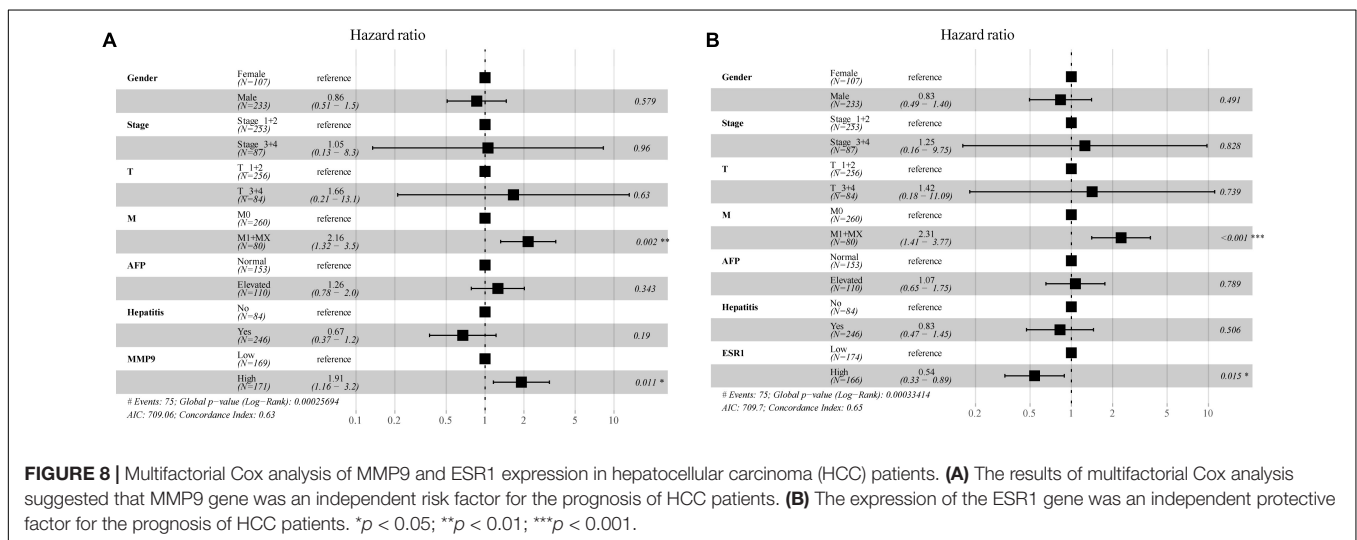 A
Hazard ratio
Gender Female reference
(N=107)
Male 0.86 0.579
(N=233) (0.51 − 1.5)
Stage Stage_1+2 reference
(N=253)
Stage_3+4 1.05 0.96
(N=87) (0.13 − 8.3)
T T_1+2 reference
(N=256)
T_3+4 1.66 0.63
(N=84) (0.21 − 13.1)
M M0 reference
(N=260)
M1+MX 2.16 0.002 **
(N=80) (1.32 − 3.5)
AFP Normal reference
(N=153)
Elevated 1.26 0.343
(N=110) (0.78 − 2.0)
Hepatitis No reference
(N=84)
Yes 0.67 0.19
(N=246) (0.37 − 1.2)
MMP9 Low reference
(N=169)
High 1.91 0.011 *
(N=171) (1.16 − 3.2)
# Events: 75; Global p−value (Log−Rank): 0.00025694
AIC: 709.06; Concordance Index: 0.63
0.1 0.2 0.5 1 2 5 10
B
Hazard ratio
Gender Female reference
(N=107)
Male 0.83 0.491
(N=233) (0.49 − 1.40)
Stage Stage_1+2 reference
(N=253)
Stage_3+4 1.25 0.828
(N=87) (0.16 − 9.75)
T T_1+2 reference
(N=256)
T_3+4 1.42 0.739
(N=84) (0.18 − 11.09)
M M0 reference
(N=260)
M1+MX 2.31 <0.001 ***
(N=80) (1.41 − 3.77)
AFP Normal reference
(N=153)
Elevated 1.07 0.789
(N=110) (0.65 − 1.75)
Hepatitis No reference
(N=84)
Yes 0.83 0.506
(N=246) (0.47 − 1.45)
ESR1 Low reference
(N=174)
High 0.54 0.015 *
(N=166) (0.33 − 0.89)
# Events: 75; Global p−value (Log−Rank): 0.00033414
AIC: 709.7; Concordance Index: 0.65
0.2 0.5 1 2 5 10
FIGURE 8 | Multifactorial Cox analysis of MMP9 and ESR1 expression in hepatocellular carcinoma (HCC) patients. (A) The results of multifactorial Cox analysis
suggested that MMP9 gene was an independent risk factor for the prognosis of HCC patients. (B) The expression of the ESR1 gene was an independent protective
factor for the prognosis of HCC patients. *p < 0.05; **p < 0.01; ***p < 0.001.